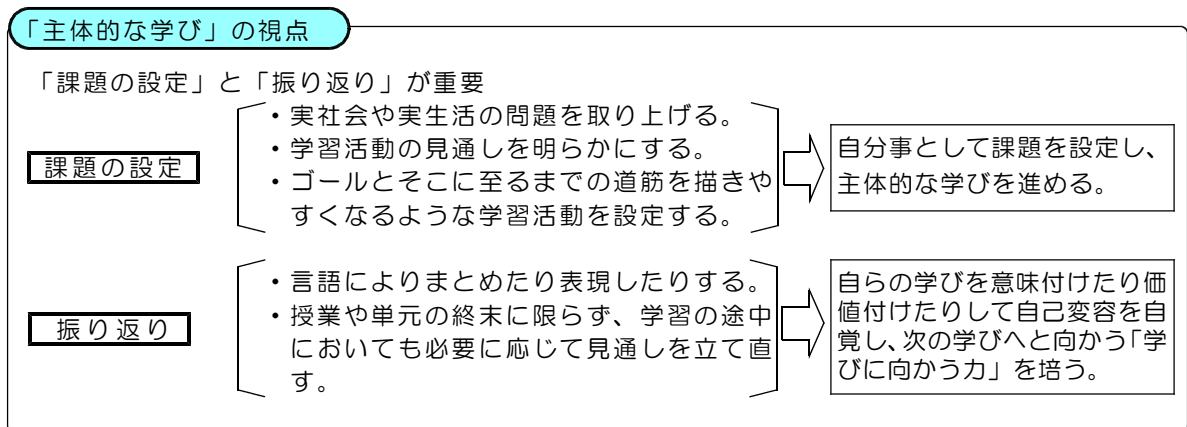 「主体的な学び」の視点
「課題の設定」と「振り返り」が重要
課題の設定
・実社会や実生活の問題を取り上げる。
・学習活動の見通しを明らかにする。
・ゴールとそこに至るまでの道筋を描きや
すくなるような学習活動を設定する。
自分事として課題を設定し、
主体的な学びを進める。
振り返り
・言語によりまとめたり表現したりする。
・授業や単元の終末に限らず、学習の途中
においても必要に応じて見通しを立て直
す。
自らの学びを意味付けたり価
値付けたりして自己変容を自
覚し、次の学びへと向かう「学
びに向かう力」を培う。